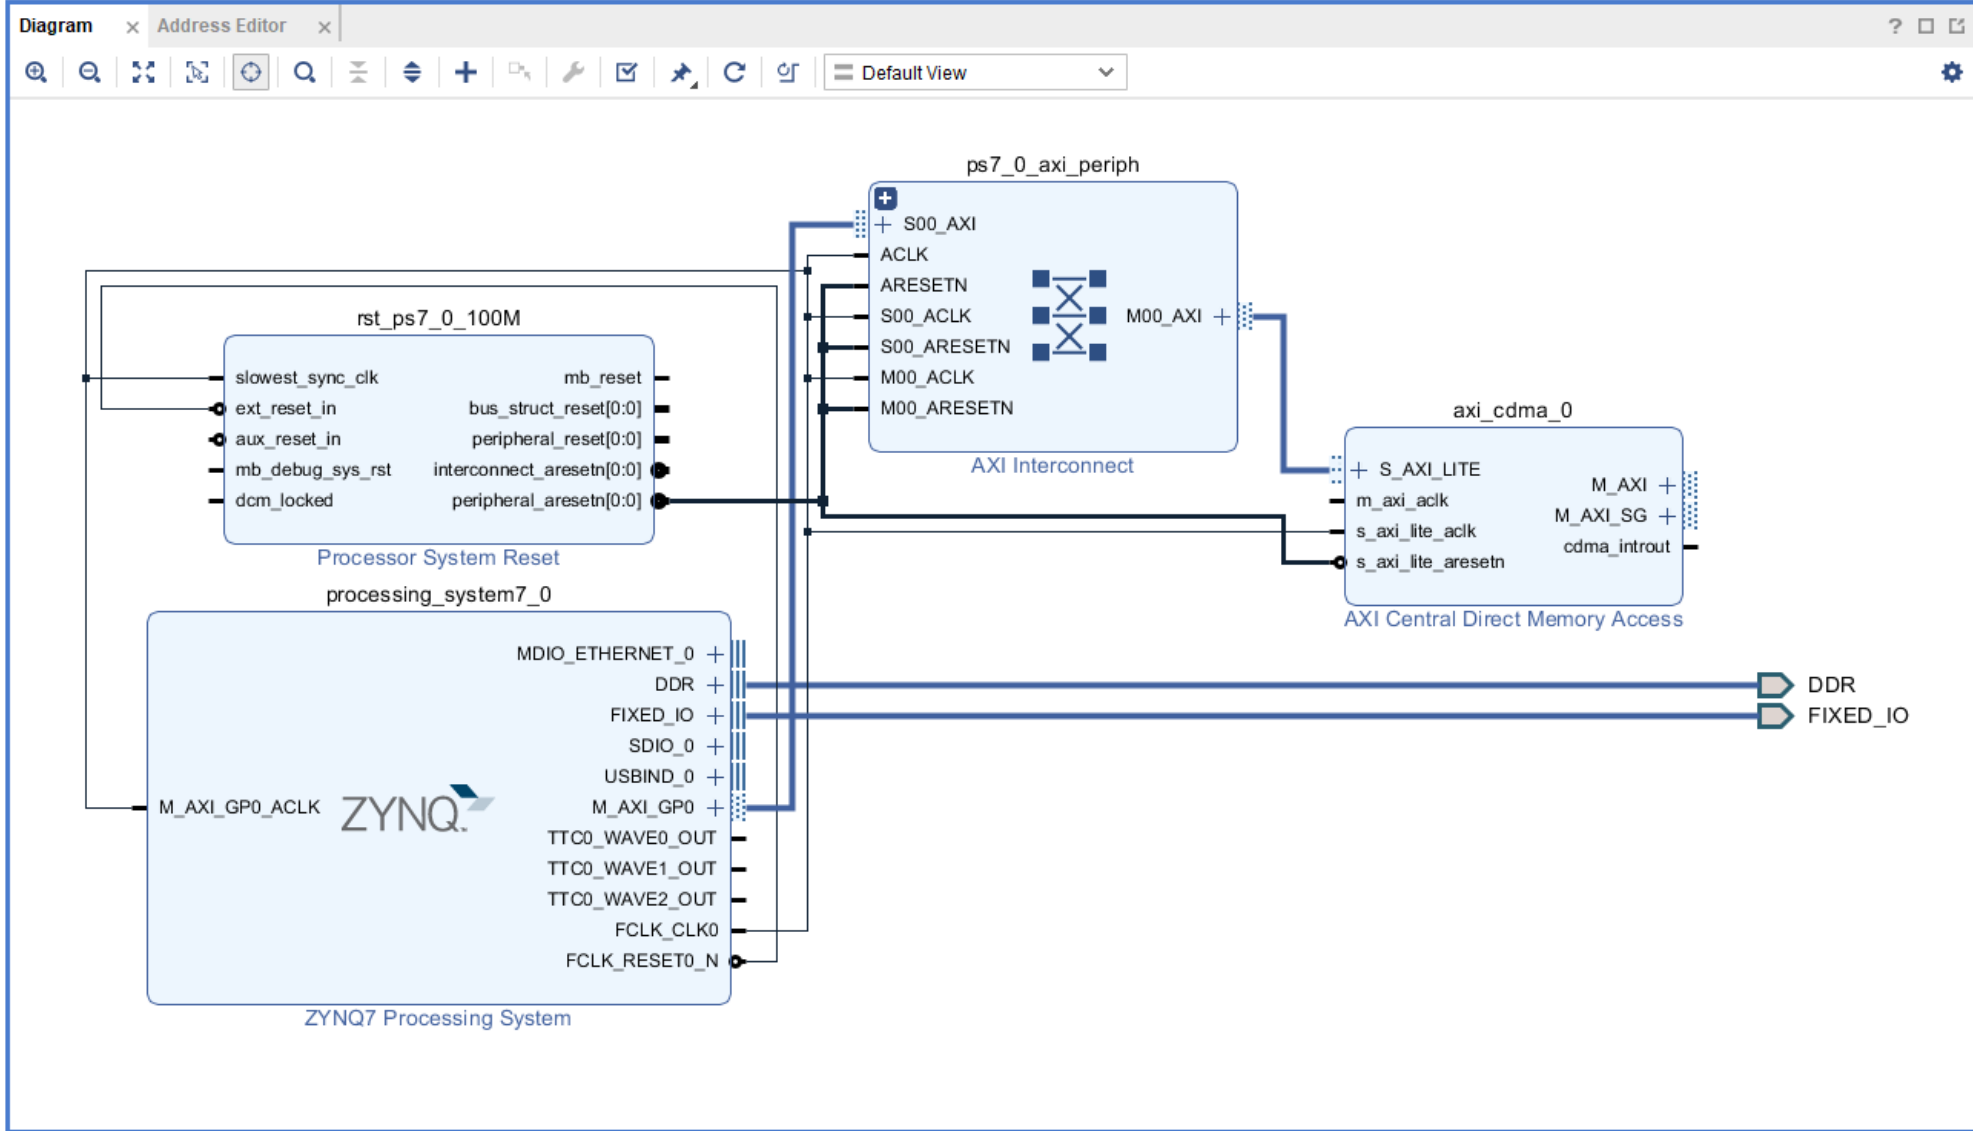 Diagram
Address Editor
Default View
ps7_0_axi_periph
S00_AXI
ACLK
ARESETN
S00_ACLK
S00_ARESETN
M00_ACLK
M00_ARESETN
M00_AXI
AXI Interconnect
rst_ps7_0_100M
slowest_sync_clk
ext_reset_in
aux_reset_in
mb_debug_sys_rst
dcm_locked
mb_reset
bus_struct_reset[0:0]
peripheral_reset[0:0]
interconnect_aresetn[0:0]
peripheral_aresetn[0:0]
Processor System Reset
axi_cdma_0
S_AXI_LITE
m_axi_aclk
s_axi_lite_aclk
s_axi_lite_aresetn
M_AXI
M_AXI_SG
cdma_introut
AXI Central Direct Memory Access
processing_system7_0
M_AXI_GP0_ACLK
ZYNQ
MDIO_ETHERNET_0
DDR
FIXED_IO
SDIO_0
USBIND_0
M_AXI_GP0
TTC0_WAVE0_OUT
TTC0_WAVE1_OUT
TTC0_WAVE2_OUT
FCLK_CLK0
FCLK_RESET0_N
ZYNQ7 Processing System
DDR
FIXED_IO